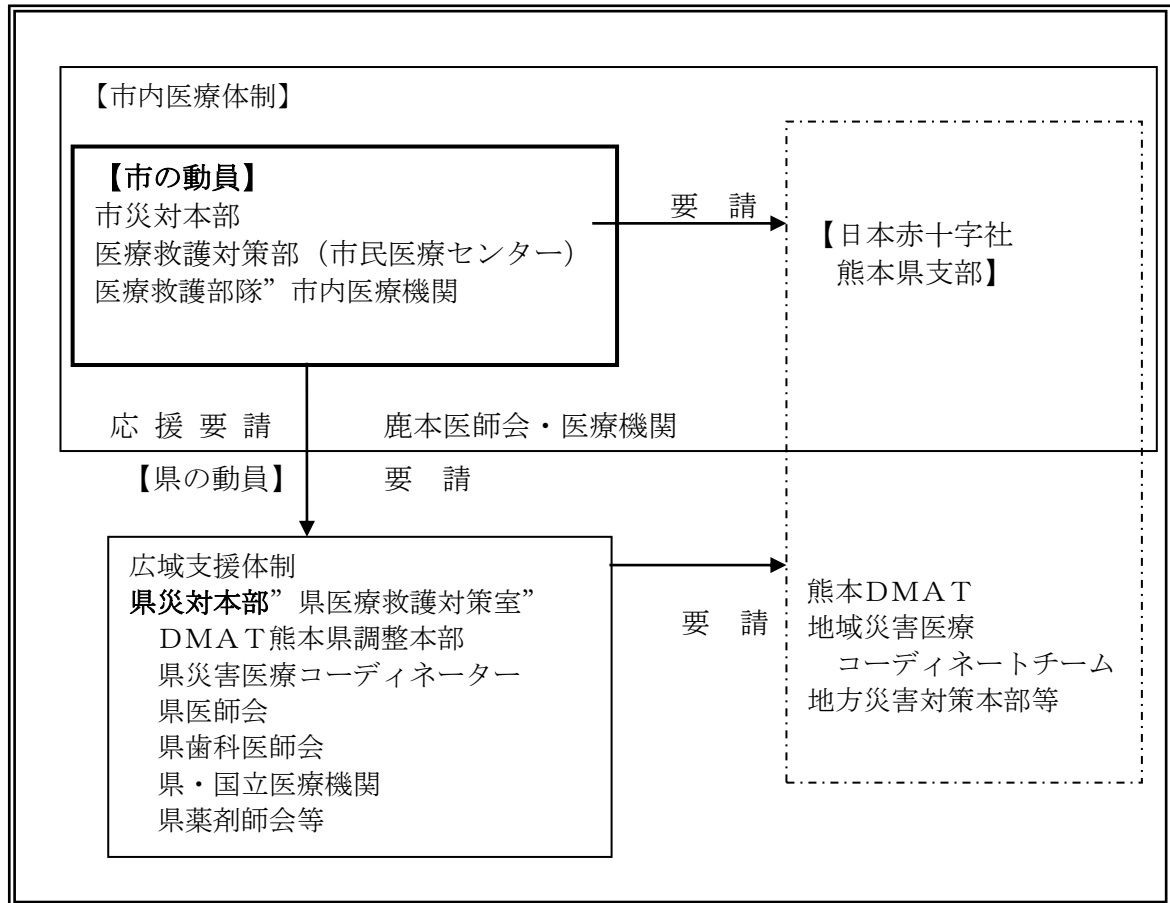 【市内医療体制】
【市の動員】
市災対本部
医療救護対策部（市民医療センター）
医療救護部隊”市内医療機関
要　請
【日本赤十字社
熊本県支部】
応 援 要 請
鹿本医師会・医療機関
【県の動員】
要　請
広域支援体制
県災対本部”県医療救護対策室”
ＤＭＡＴ熊本県調整本部
県災害医療コーディネーター
県医師会
県歯科医師会
県・国立医療機関
県薬剤師会等
要　請
熊本ＤＭＡＴ
地域災害医療
コーディネートチーム
地方災害対策本部等